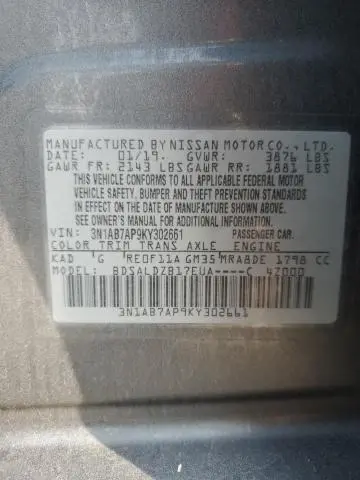 MANUFACTURED BY NISSAN MOTOR CO., LTD.
DATE: 01/19. GVWR: 3876 LBS
GAWR FR: 2143 LBS GAWR RR: 1881 LBS
THIS VEHICLE CONFORMS TO ALL APPLICABLE FEDERAL MOTOR
VEHICLE SAFETY, BUMPER, AND THEFT PREVENTION STANDARDS
IN EFFECT ON THE DATE OF MANUFACTURE SHOWN ABOVE.
SEE OWNER'S MANUAL FOR ADDITIONAL INFORMATION
VIN: 3N1AB7AP9KY302661 PASSENGER CAR.
COLOR TRIM TRANS AXLE ENGINE
KAD G RE0F11A GM35 MRA8DE 1798 CC
MODEL: BDSALDZB17EUA----C 47000
3N1AB7AP9KY302661